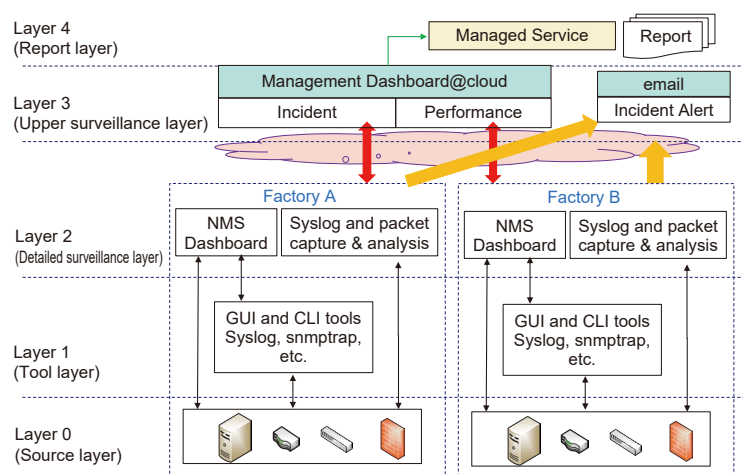 Layer 4
(Report layer)
Managed Service
Report
Layer 3
(Upper surveillance layer)
Management Dashboard@cloud
Incident
Performance
email
Incident Alert
Factory A
Factory B
Layer 2
(Detailed surveillance layer)
NMS
Dashboard
Syslog and packet
capture & analysis
NMS
Dashboard
Syslog and packet
capture & analysis
Layer 1
(Tool layer)
GUI and CLI tools
Syslog, snmptrap,
etc.
GUI and CLI tools
Syslog, snmptrap,
etc.
Layer 0
(Source layer)